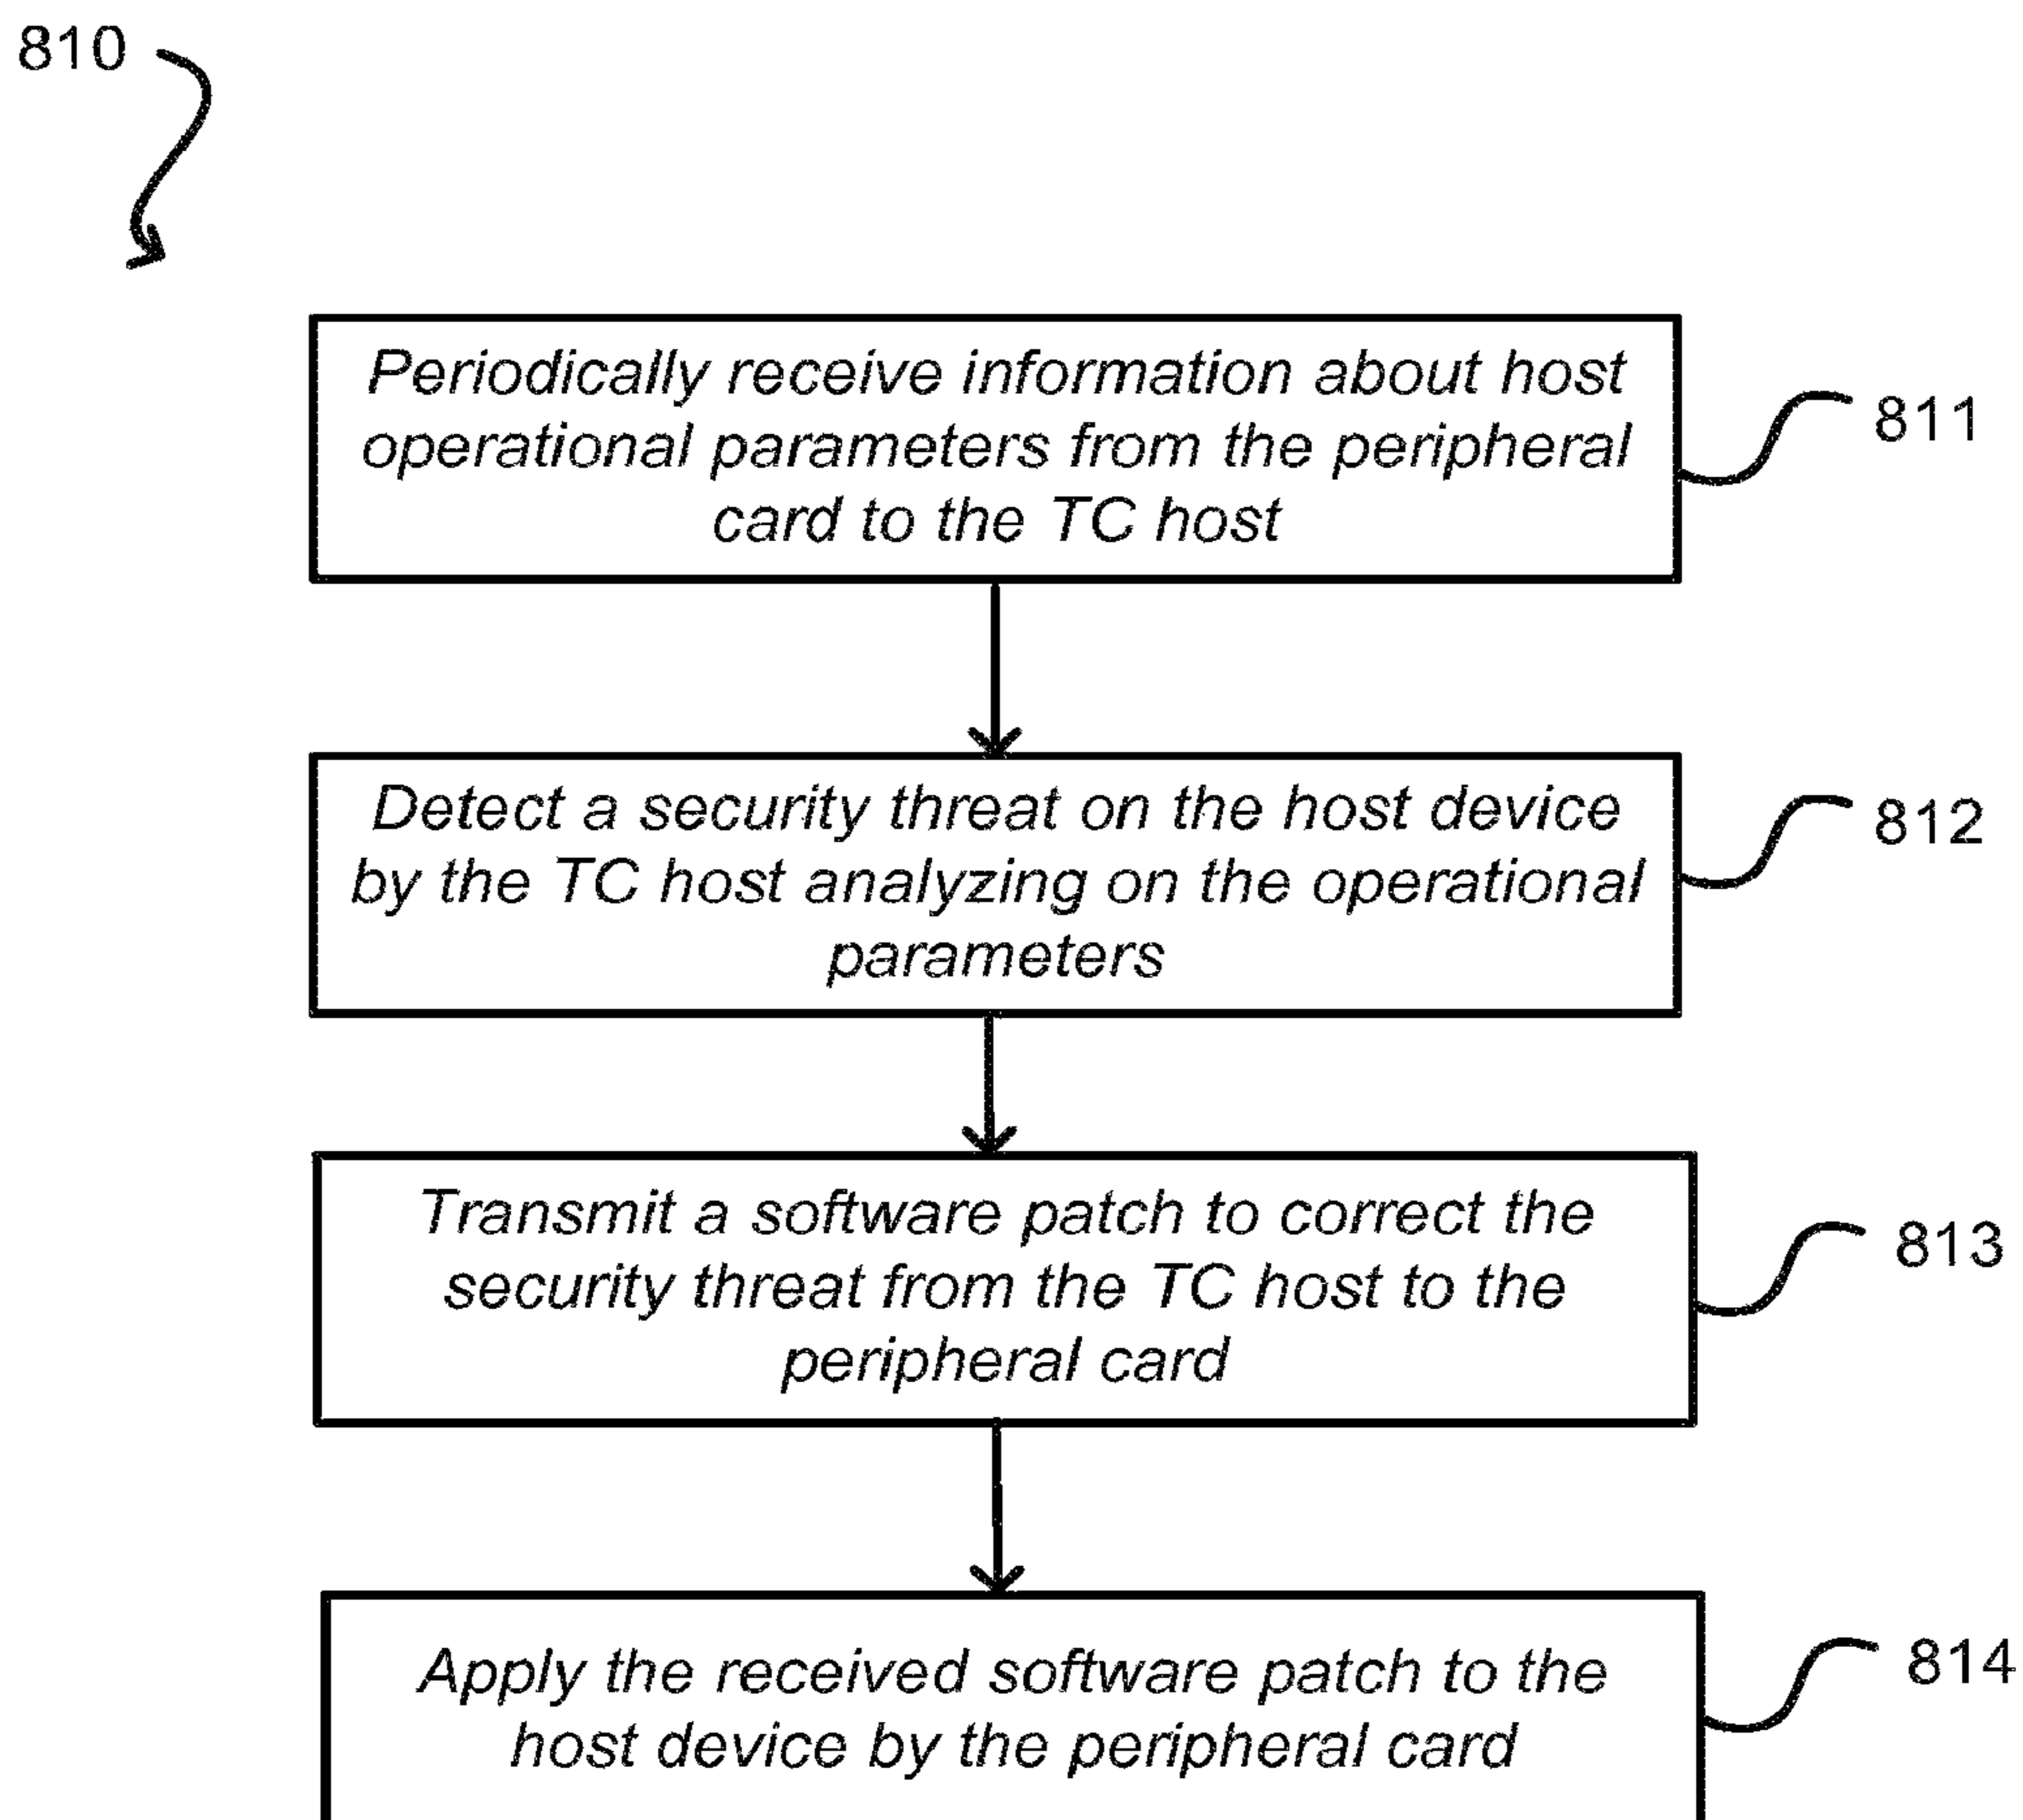 810
Periodically receive information about host
operational parameters from the peripheral
card to the TC host
811
Detect a security threat on the host device
by the TC host analyzing on the operational
parameters
812
Transmit a software patch to correct the
security threat from the TC host to the
peripheral card
813
Apply the received software patch to the
host device by the peripheral card
814